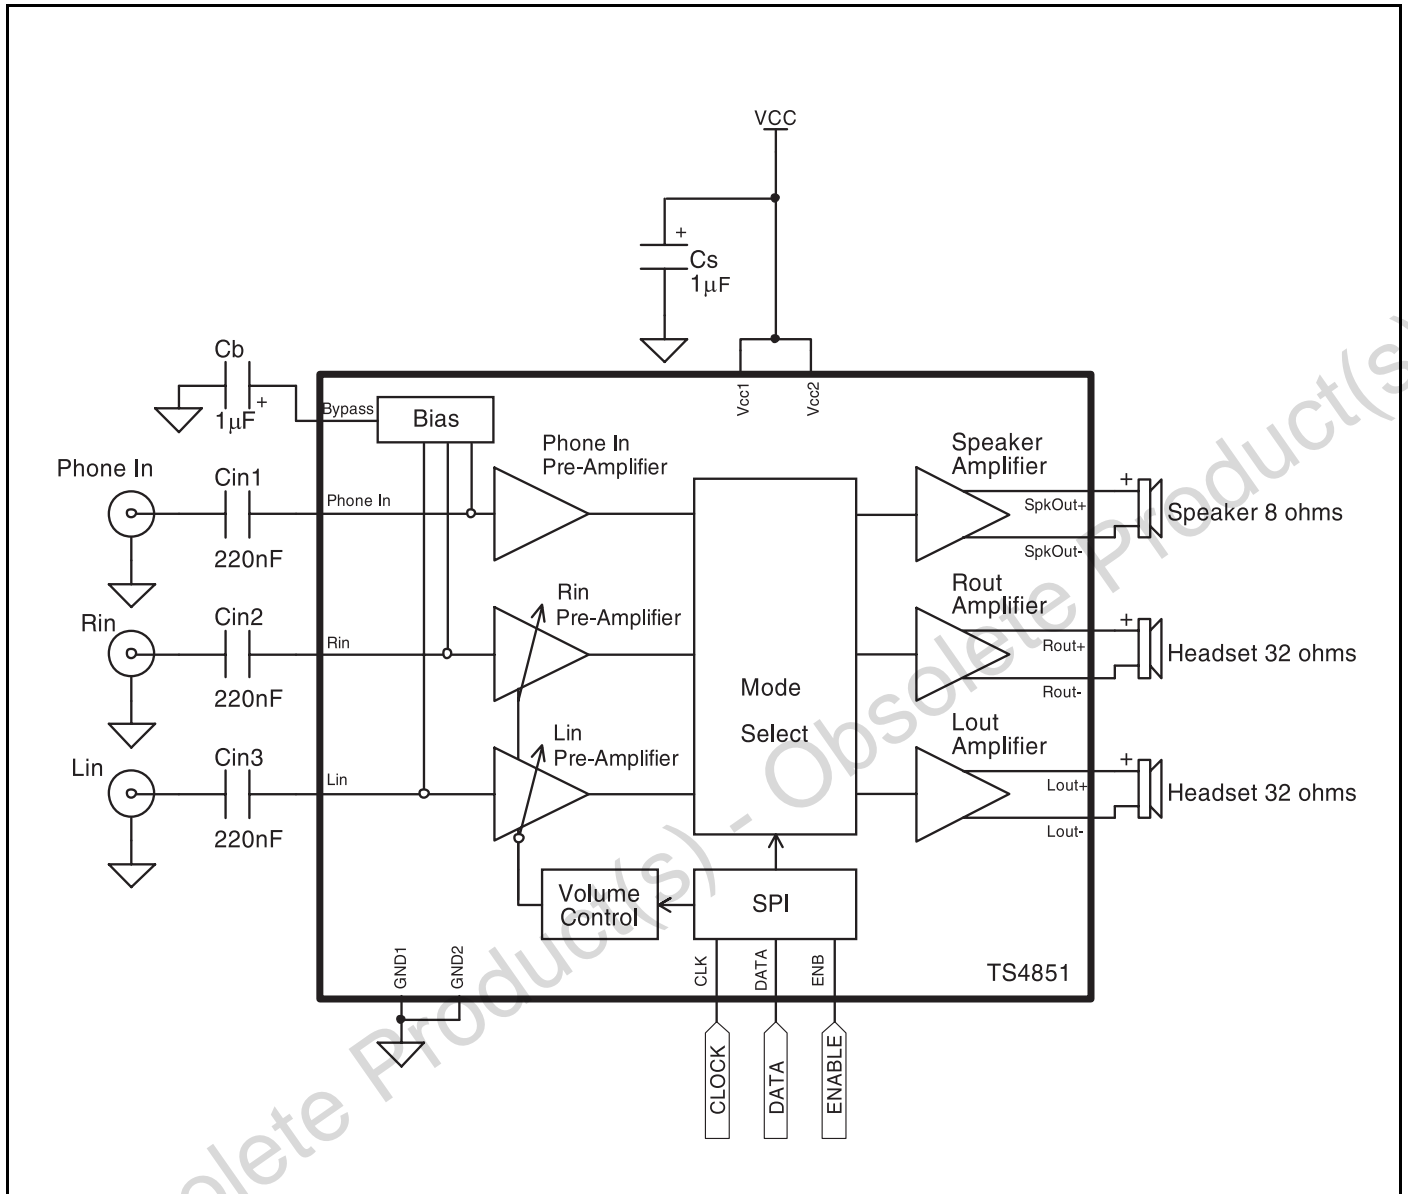 VCC
+
Cs
1µF
Cb
1µF
+
Bypass
Bias
Vcc1
Vcc2
Phone In
Cin1
220nF
Phone In
Phone In
Pre-Amplifier
Speaker
Amplifier
SpkOut+
SpkOut-
+
Speaker 8 ohms
Rin
Cin2
220nF
Rin
Rin
Pre-Amplifier
Mode
Select
Rout
Amplifier
Rout+
Rout-
+
Headset 32 ohms
Lin
Cin3
220nF
Lin
Lin
Pre-Amplifier
Lout
Amplifier
Lout+
Lout-
+
Headset 32 ohms
Volume
Control
SPI
GND1
GND2
CLK
DATA
ENB
TS4851
CLOCK
DATA
ENABLE
olete Product(s) - Obsolete Product(s)